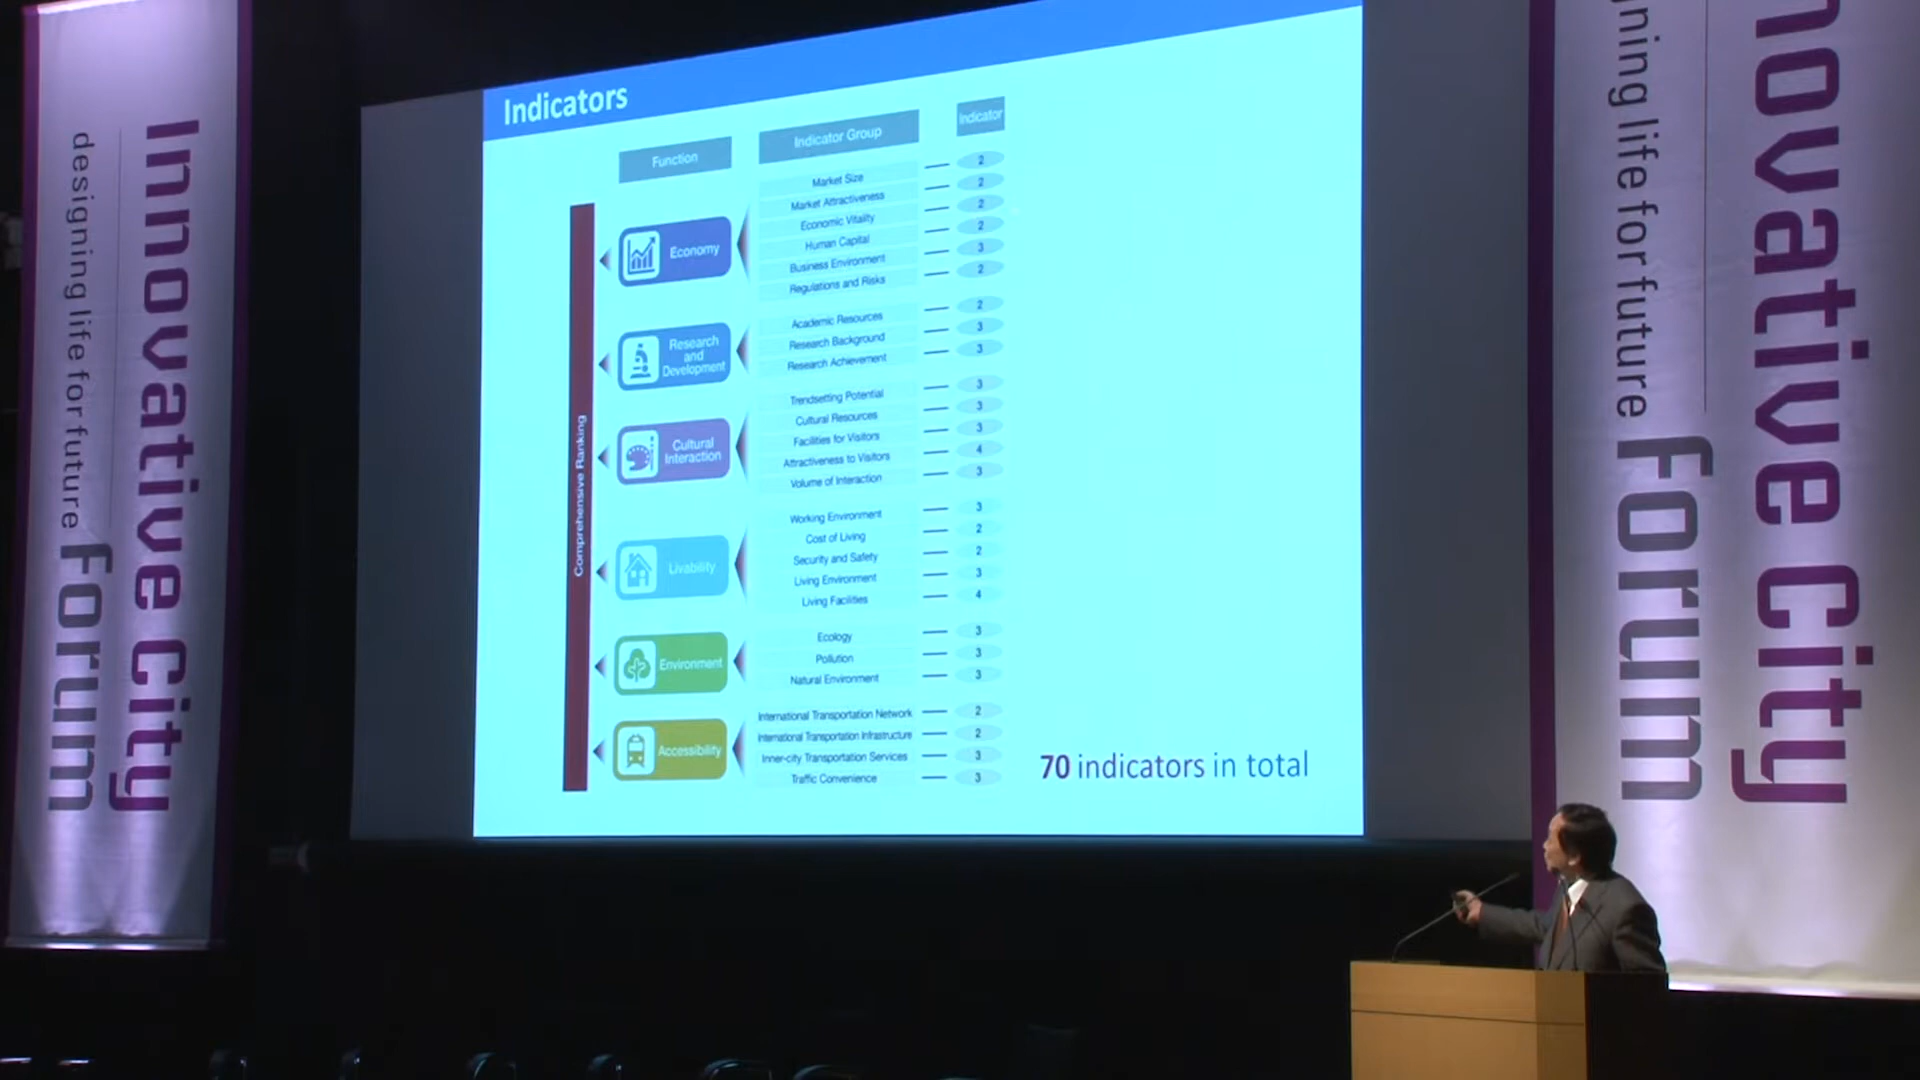 Innovative City
designing life for future Forum
Indicators
Function
Indicator Group
Indicator
Comprehensive Ranking
Economy
Market Size 2
Market Attractiveness 2
Economic Vitality 2
Human Capital 2
Business Environment 3
Regulations and Risks 2
Research
and
Development
Academic Resources 2
Research Background 3
Research Achievement 3
Cultural
Interaction
Trendsetting Potential 3
Cultural Resources 3
Facilities for Visitors 3
Attractiveness to Visitors 4
Volume of Interaction 3
Livability
Working Environment 3
Cost of Living 2
Security and Safety 2
Living Environment 3
Living Facilities 4
Environment
Ecology 3
Pollution 3
Natural Environment 3
Accessibility
International Transportation Network 2
International Transportation Infrastructure 2
Inner-city Transportation Services 3
Traffic Convenience 3
70 indicators in total
novative City
ning life for future Forum